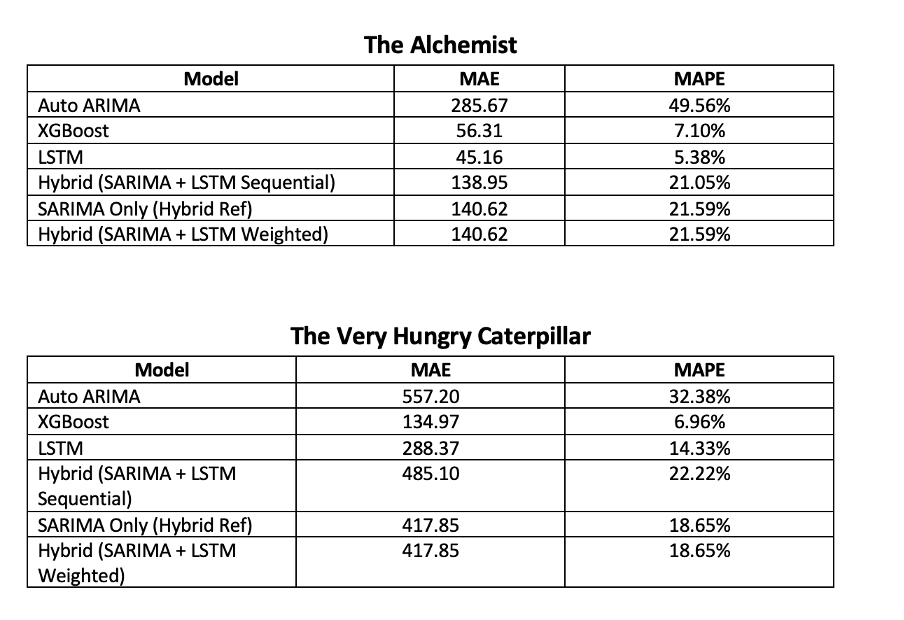 The Alchemist
Model MAE MAPE
Auto ARIMA 285.67 49.56%
XGBoost 56.31 7.10%
LSTM 45.16 5.38%
Hybrid (SARIMA + LSTM Sequential) 138.95 21.05%
SARIMA Only (Hybrid Ref) 140.62 21.59%
Hybrid (SARIMA + LSTM Weighted) 140.62 21.59%
The Very Hungry Caterpillar
Model MAE MAPE
Auto ARIMA 557.20 32.38%
XGBoost 134.97 6.96%
LSTM 288.37 14.33%
Hybrid (SARIMA + LSTM 485.10 22.22%
Sequential)
SARIMA Only (Hybrid Ref) 417.85 18.65%
Hybrid (SARIMA + LSTM 417.85 18.65%
Weighted)